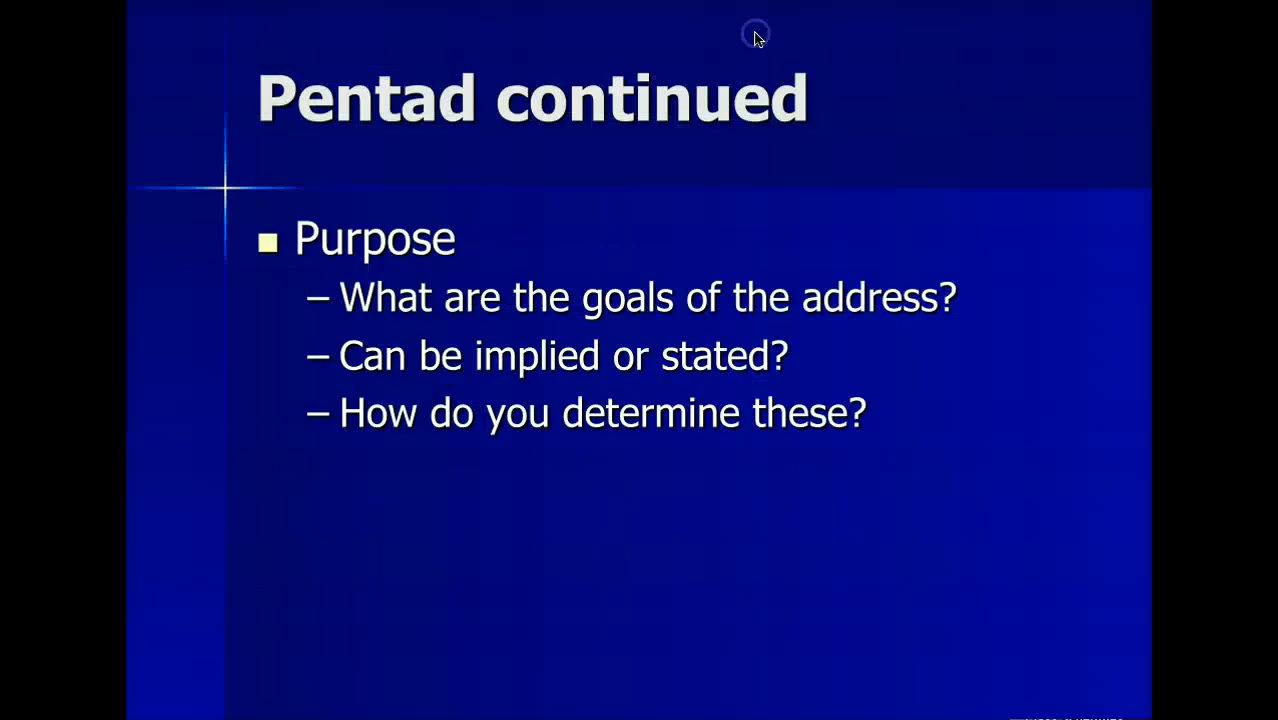 Pentad continued
Purpose
– What are the goals of the address?
– Can be implied or stated?
– How do you determine these?